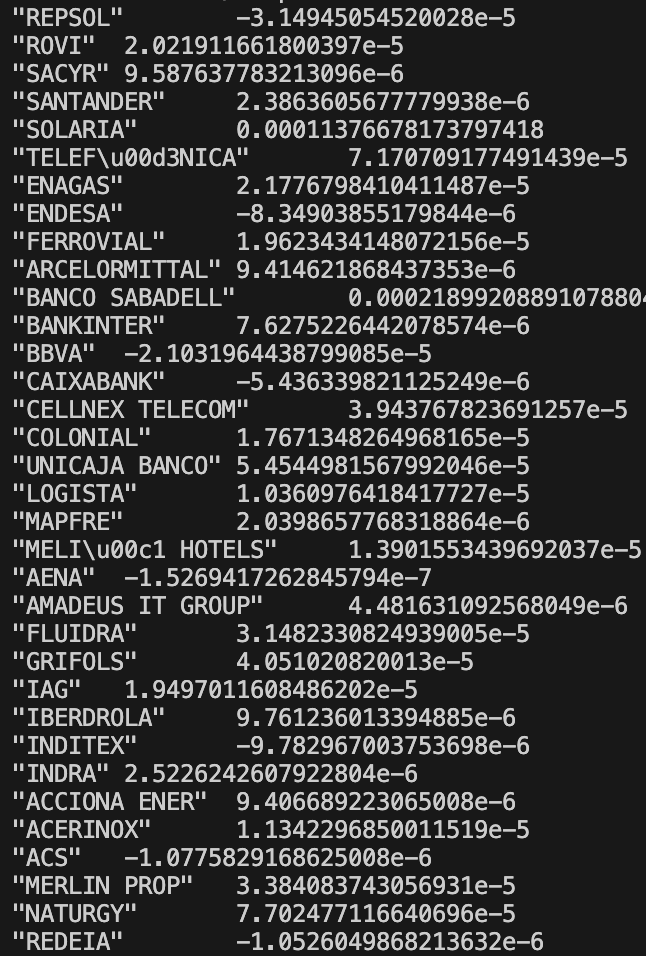 "REPSOL" -3.14945054520028e-5
"ROVI" 2.021911661800397e-5
"SACYR" 9.587637783213096e-6
"SANTANDER" 2.3863605677779938e-6
"SOLARIA" 0.00011376678173797418
"TELEF\u00d3NICA" 7.170709177491439e-5
"ENAGAS" 2.1776798410411487e-5
"ENDESA" -8.34903855179844e-6
"FERROVIAL" 1.9623434148072156e-5
"ARCELORMITTAL" 9.414621868437353e-6
"BANCO SABADELL" 0.0002189920889107880
"BANKINTER" 7.6275226442078574e-6
"BBVA" -2.1031964438799085e-5
"CAIXABANK" -5.436339821125249e-6
"CELLNEX TELECOM" 3.943767823691257e-5
"COLONIAL" 1.7671348264968165e-5
"UNICAJA BANCO" 5.4544981567992046e-5
"LOGISTA" 1.0360976418417727e-5
"MAPFRE" 2.0398657768318864e-6
"MELI\u00c1 HOTELS" 1.3901553439692037e-5
"AENA" -1.5269417262845794e-7
"AMADEUS IT GROUP" 4.481631092568049e-6
"FLUIDRA" 3.1482330824939005e-5
"GRIFOLS" 4.051020820013e-5
"IAG" 1.9497011608486202e-5
"IBERDROLA" 9.761236013394885e-6
"INDITEX" -9.782967003753698e-6
"INDRA" 2.5226242607922804e-6
"ACCIONA ENER" 9.406689223065008e-6
"ACERINOX" 1.1342296850011519e-5
"ACS" -1.0775829168625008e-6
"MERLIN PROP" 3.384083743056931e-5
"NATURGY" 7.702477116640696e-5
"REDEIA" -1.0526049868213632e-6